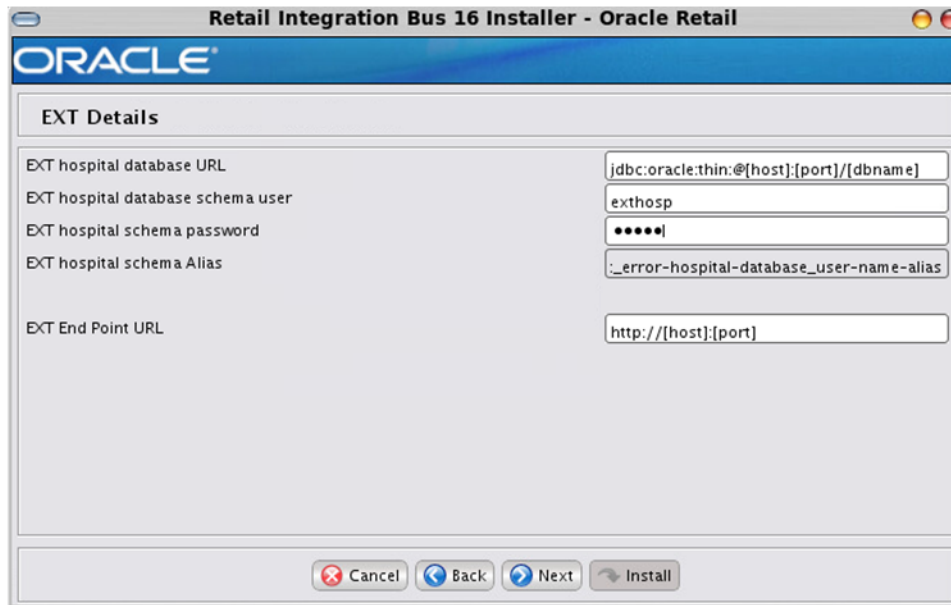 Retail Integration Bus 16 Installer - Oracle Retail
ORACLE®
EXT Details
EXT hospital database URL jdbc:oracle:thin:@[host]:[port]/[dbname]
EXT hospital database schema user exthosp
EXT hospital schema password •••••
EXT hospital schema Alias :_error-hospital-database_user-name-alias
EXT End Point URL http://[host]:[port]
Cancel Back Next Install